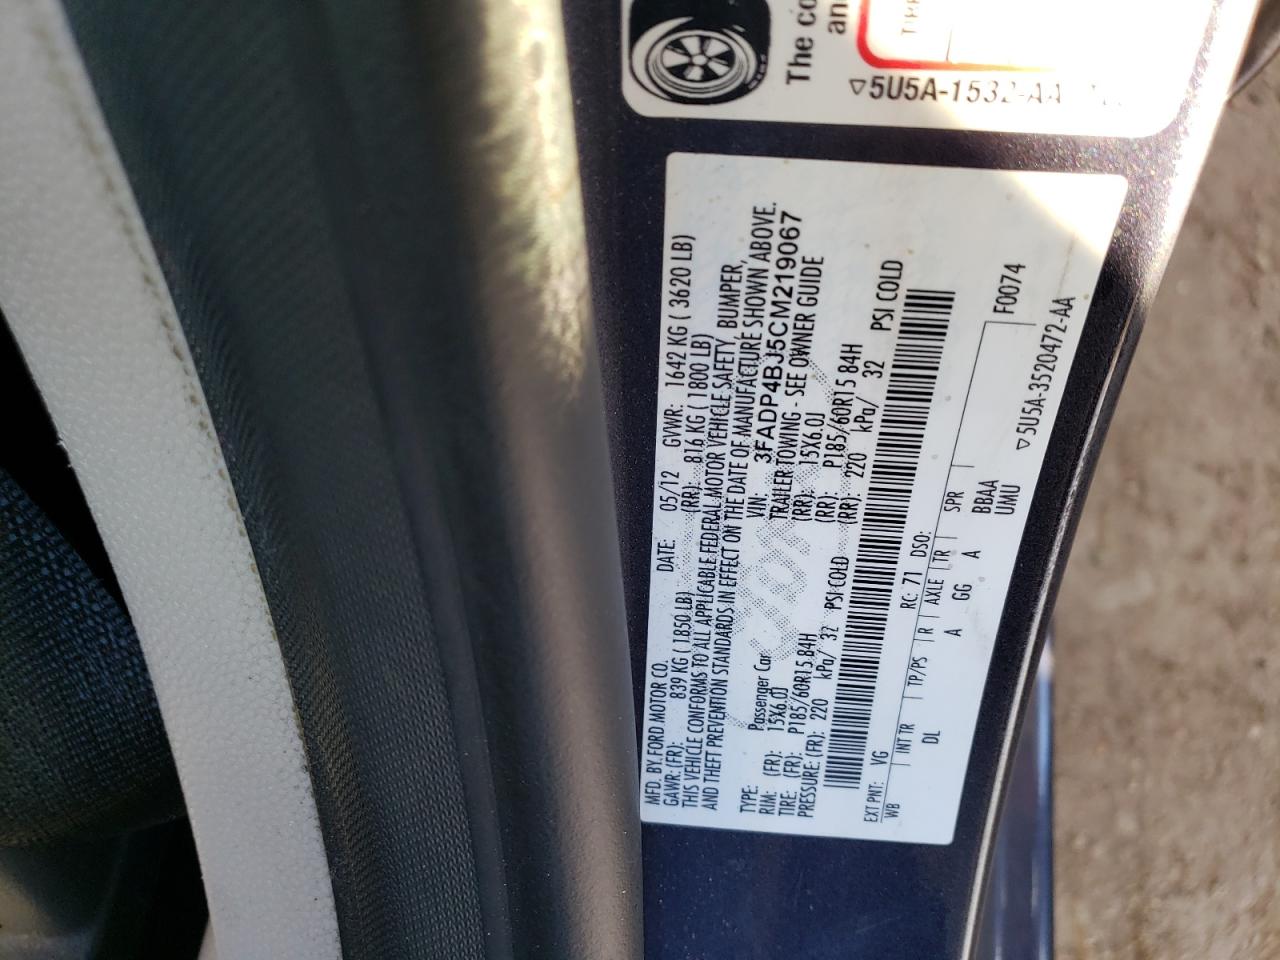 The co
an
TIRE
▽5U5A-1532-AA
MFD. BY FORD MOTOR CO.
DATE: 05/12 GVWR: 1642 KG ( 3620 LB)
GAWR: (FR): 839 KG ( 1850 LB) (RR): 816 KG ( 1800 LB)
THIS VEHICLE CONFORMS TO ALL APPLICABLE FEDERAL MOTOR VEHICLE SAFETY, BUMPER,
AND THEFT PREVENTION STANDARDS IN EFFECT ON THE DATE OF MANUFACTURE SHOWN ABOVE.
VIN: 3FADP4BJ5CM219067
TYPE: Passenger Car TRAILER TOWING - SEE OWNER GUIDE
RIM: (FR): 15X6.0J (RR): 15X6.0J
TIRE: (FR): P185/60R15 84H (RR): P185/60R15 84H
PRESSURE: (FR): 220 kPa/ 32 PSI COLD (RR): 220 kPa/ 32 PSI COLD
EXT PNT: VG RC: 71 DSO:
WB INT TR TP/PS R AXLE TR SPR F0074
DL A GG A BBAA
UMU
▽5U5A-3520472-AA